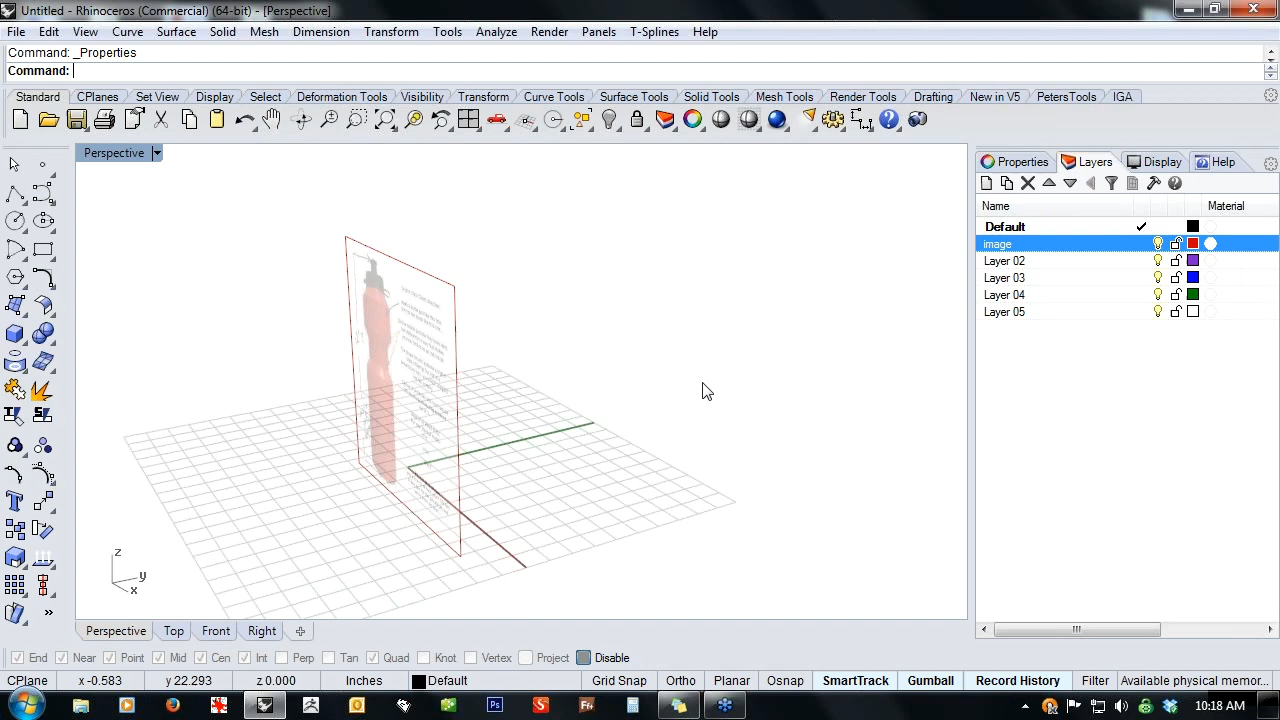 Untitled - Rhinoceros (Commercial) (64-bit) - [Perspective]
File Edit View Curve Surface Solid Mesh Dimension Transform Tools Analyze Render Panels T-Splines Help
Command: _Properties
Command:
Standard CPlanes Set View Display Select Deformation Tools Visibility Transform Curve Tools Surface Tools Solid Tools Mesh Tools Render Tools Drafting New in V5 PetersTools IGA
Perspective
Properties Layers Display Help
Name Material
Default
image
Layer 02
Layer 03
Layer 04
Layer 05
z
y
x
Perspective Top Front Right
End Near Point Mid Cen Int Perp Tan Quad Knot Vertex Project Disable
CPlane x -0.583 y 22.293 z 0.000 Inches Default Grid Snap Ortho Planar Osnap SmartTrack Gumball Record History Filter Available physical memor...
10:18 AM